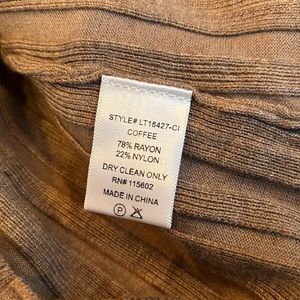 STYLE# LT16427-CI
COFFEE
78% RAYON
22% NYLON
DRY CLEAN ONLY
RN# 115602
MADE IN CHINA
P